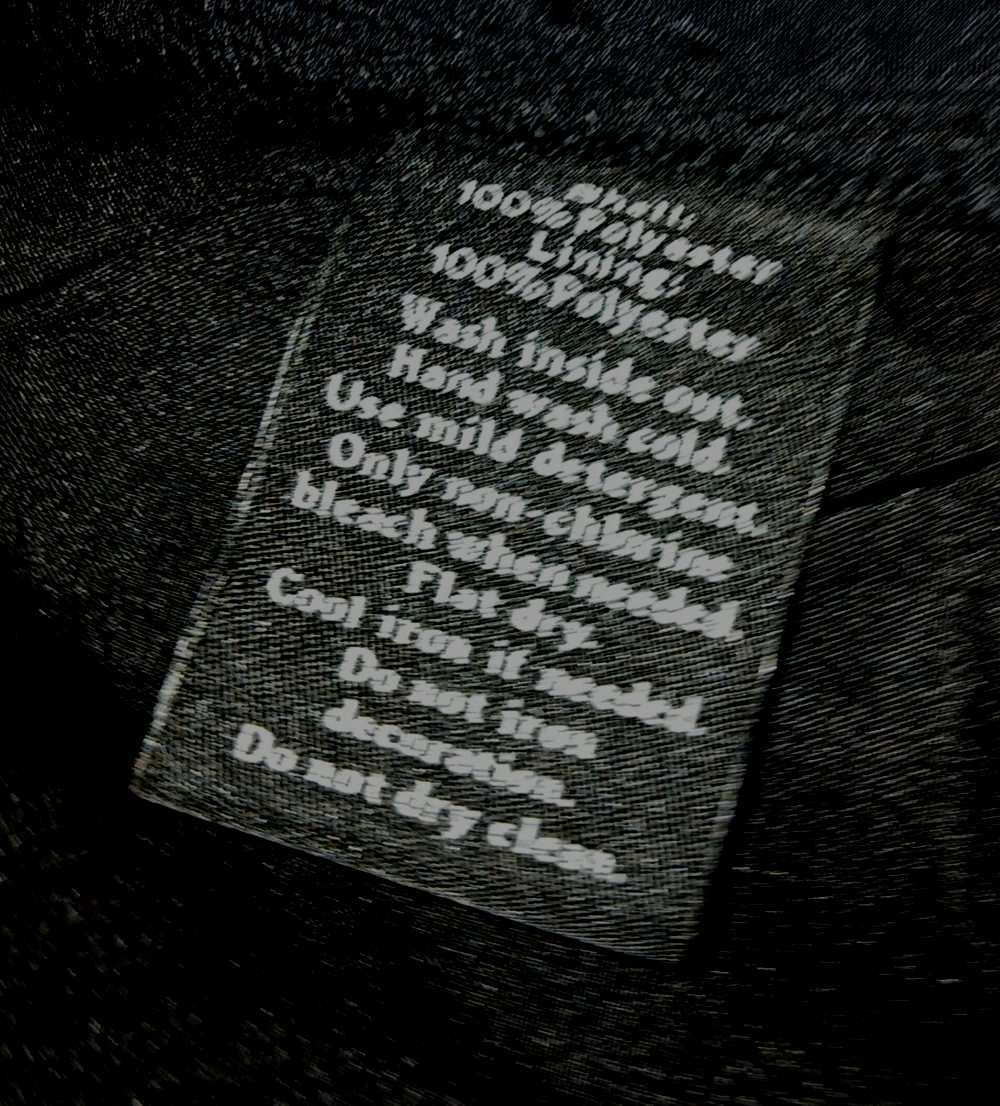 Shell:
100%Polyester
Lining:
100%Polyester
Wash inside out.
Hand wash cold.
Use mild detergent.
Only non-chlorine
bleach when needed.
Flat dry.
Cool iron if needed.
Do not iron
decoration.
Do not dry clean.